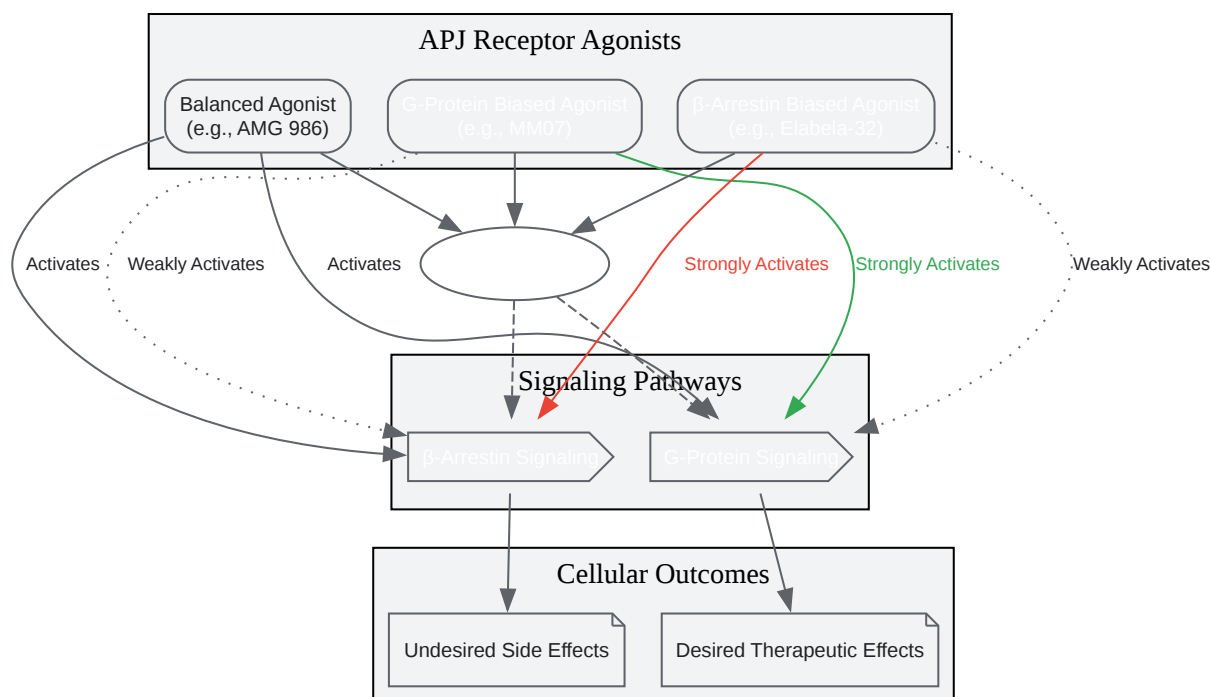 APJ Receptor Agonists
Balanced Agonist
(e.g., AMG 986)
G-Protein Biased Agonist
(e.g., MM07)
β-Arrestin Biased Agonist
(e.g., Elabela-32)
Activates
Weakly Activates
Activates
Strongly Activates
Strongly Activates
Weakly Activates
Signaling Pathways
β-Arrestin Signaling
G-Protein Signaling
Cellular Outcomes
Undesired Side Effects
Desired Therapeutic Effects